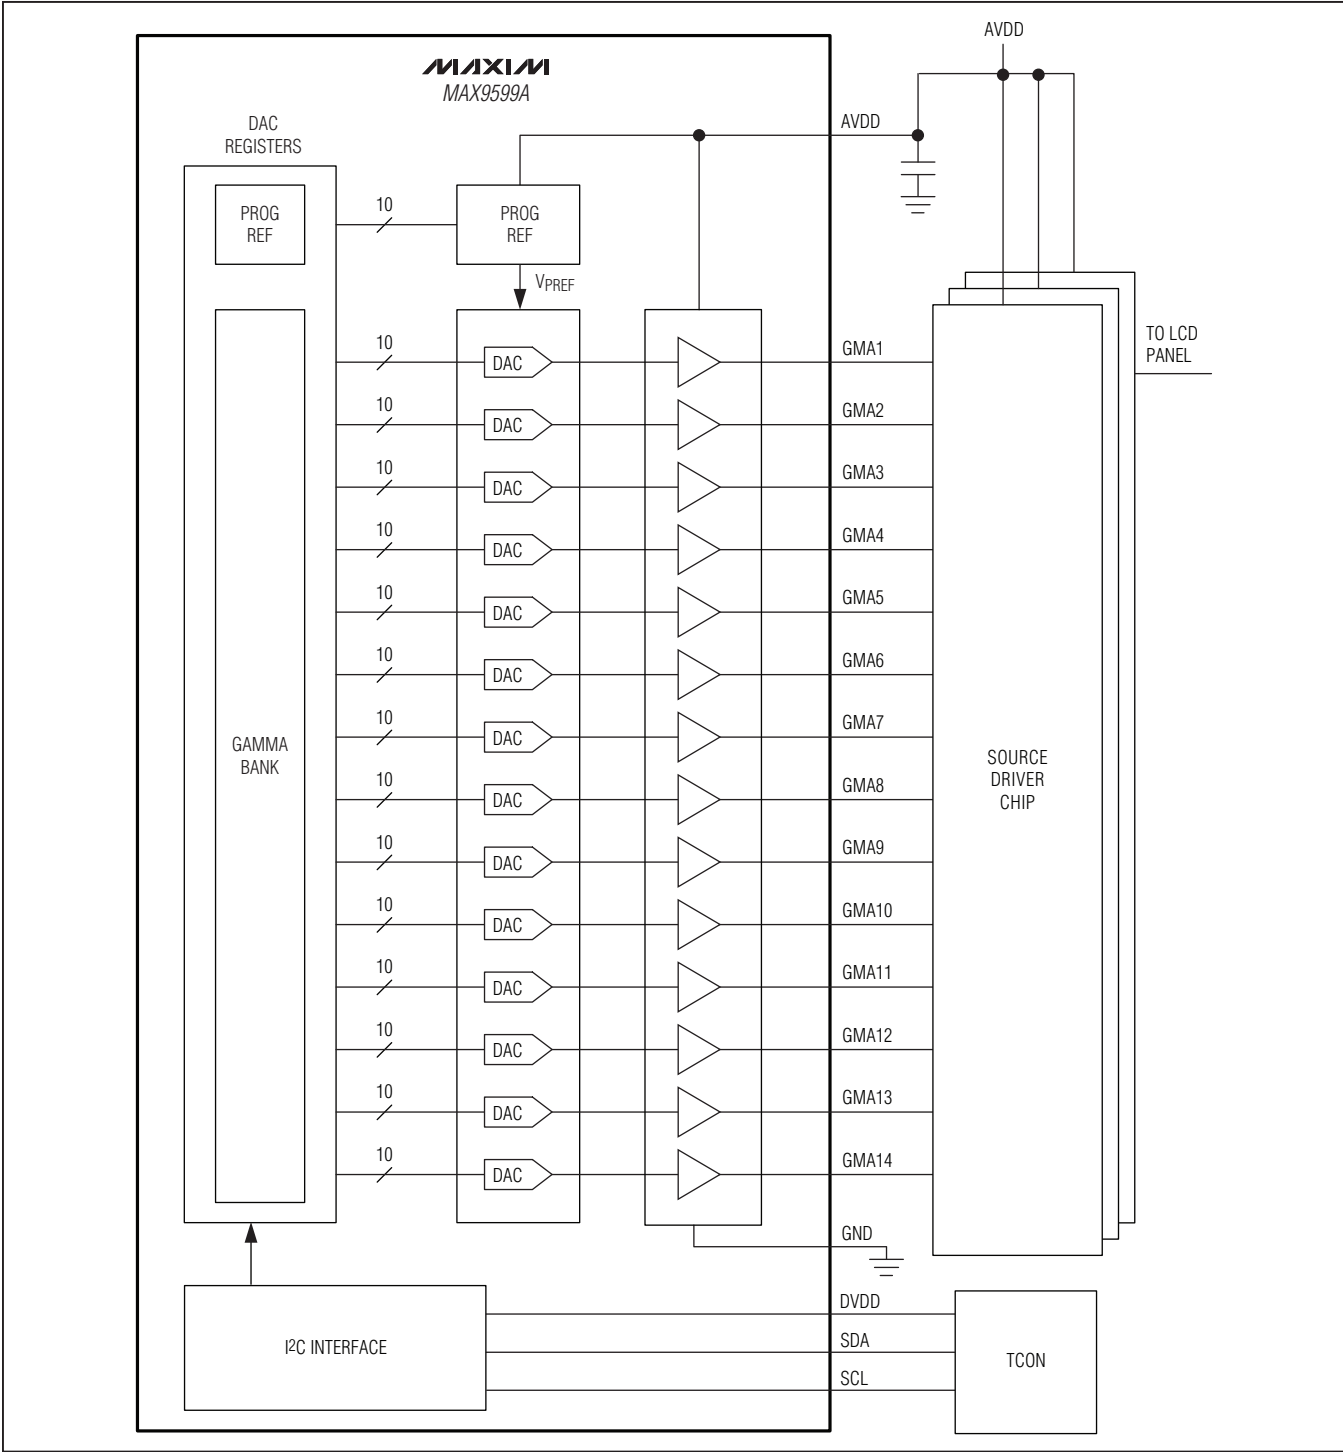 AVDD
MAXIM
MAX9599A
AVDD
DAC
REGISTERS
PROG
REF
10
PROG
REF
VPREF
TO LCD
PANEL
10
DAC
GMA1
10
DAC
GMA2
10
DAC
GMA3
10
DAC
GMA4
10
DAC
GMA5
10
DAC
GMA6
10
DAC
GMA7
GAMMA
BANK
SOURCE
DRIVER
CHIP
10
DAC
GMA8
10
DAC
GMA9
10
DAC
GMA10
10
DAC
GMA11
10
DAC
GMA12
10
DAC
GMA13
10
DAC
GMA14
GND
I2C INTERFACE
DVDD
SDA
SCL
TCON